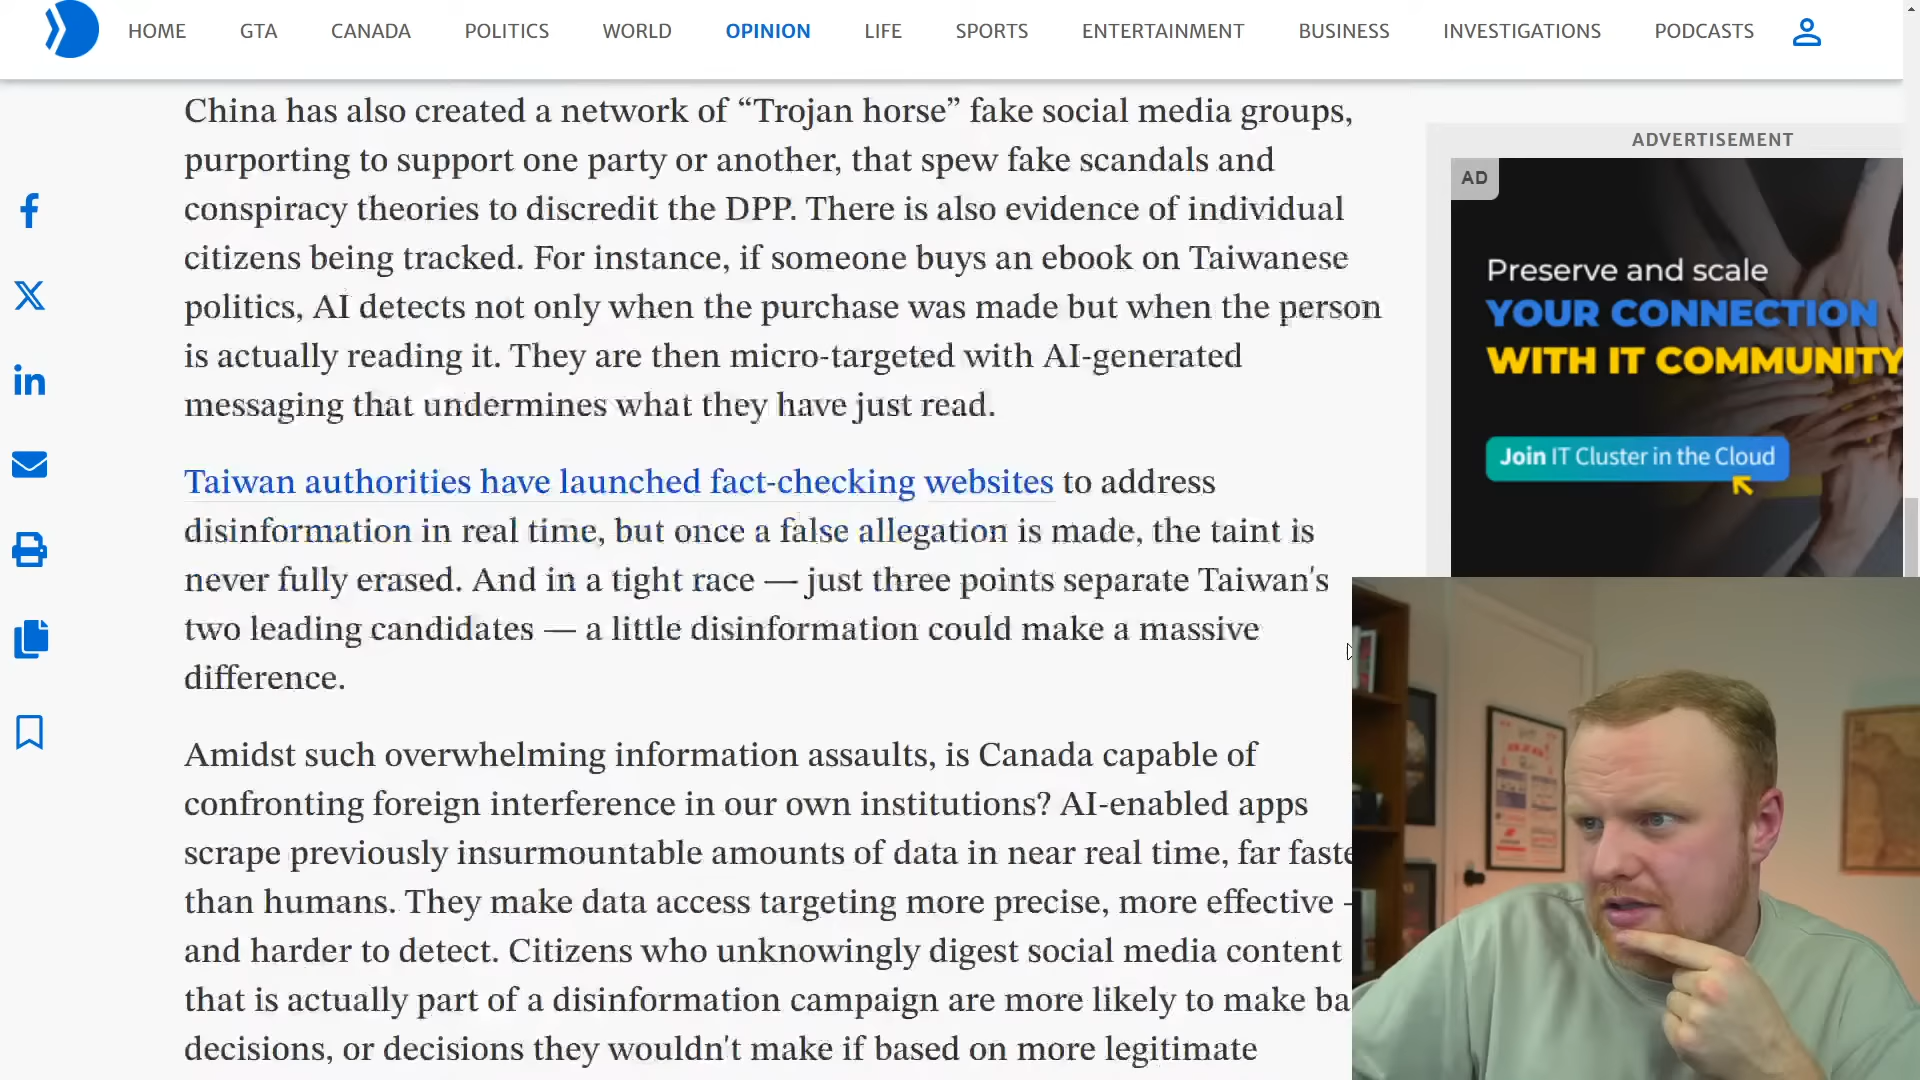 HOME GTA CANADA POLITICS WORLD OPINION LIFE SPORTS ENTERTAINMENT BUSINESS INVESTIGATIONS PODCASTS
China has also created a network of “Trojan horse” fake social media groups,
purporting to support one party or another, that spew fake scandals and
conspiracy theories to discredit the DPP. There is also evidence of individual
citizens being tracked. For instance, if someone buys an ebook on Taiwanese
politics, AI detects not only when the purchase was made but when the person
is actually reading it. They are then micro-targeted with AI-generated
messaging that undermines what they have just read.
Taiwan authorities have launched fact-checking websites to address
disinformation in real time, but once a false allegation is made, the taint is
never fully erased. And in a tight race — just three points separate Taiwan's
two leading candidates — a little disinformation could make a massive
difference.
Amidst such overwhelming information assaults, is Canada capable of
confronting foreign interference in our own institutions? AI-enabled apps
scrape previously insurmountable amounts of data in near real time, far faste
than humans. They make data access targeting more precise, more effective -
and harder to detect. Citizens who unknowingly digest social media content
that is actually part of a disinformation campaign are more likely to make ba
decisions, or decisions they wouldn't make if based on more legitimate
ADVERTISEMENT
AD
Preserve and scale
YOUR CONNECTION
WITH IT COMMUNITY
Join IT Cluster in the Cloud